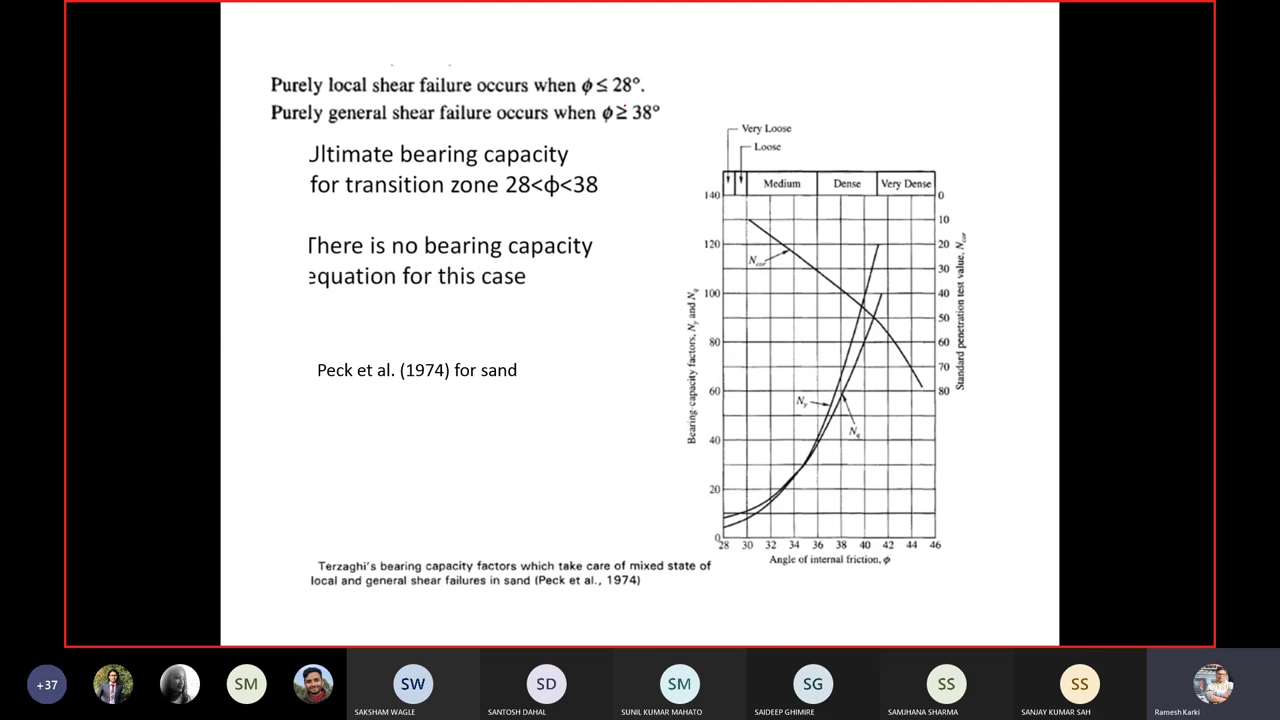 Purely local shear failure occurs when ϕ ≤ 28°.
Purely general shear failure occurs when ϕ ≥ 38°
Jltimate bearing capacity
for transition zone 28<ϕ<38
There is no bearing capacity
equation for this case
Peck et al. (1974) for sand
Very Loose
Loose
Medium Dense Very Dense
140 0
10
120 20
30
100 40
50
80 60
70
60 80
40
20
0
28 30 32 34 36 38 40 42 44 46
Angle of internal friction, ϕ
Bearing-capacity factors, Nγ and Nq
Standard penetration test value, Ncor
Ncor
Nγ
Nq
Terzaghi's bearing capacity factors which take care of mixed state of
local and general shear failures in sand (Peck et al., 1974)
+37
SM
SW
SD
SM
SG
SS
SS
SAKSHAM WAGLE
SANTOSH DAHAL
SUNIL KUMAR MAHATO
SAIDEEP GHIMIRE
SAMJHANA SHARMA
SANJAY KUMAR SAH
Ramesh Karki